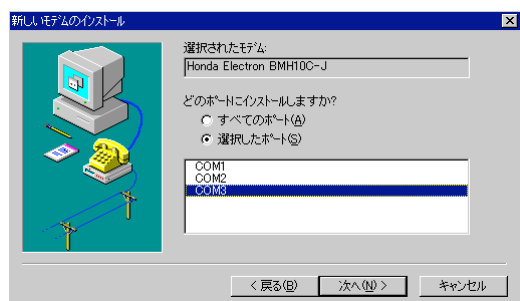 新しいモデムのインストール
選択されたモデム:
Honda Electron BMH10C-J
どのポートにインストールしますか?
すべてのポート(A)
選択したポート(S)
COM1
COM2
COM3
< 戻る(B)
次へ(N) >
キャンセル